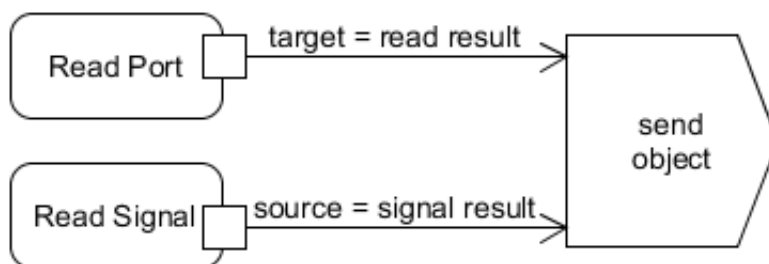 Read Port
target = read result
send
object
Read Signal
source = signal result